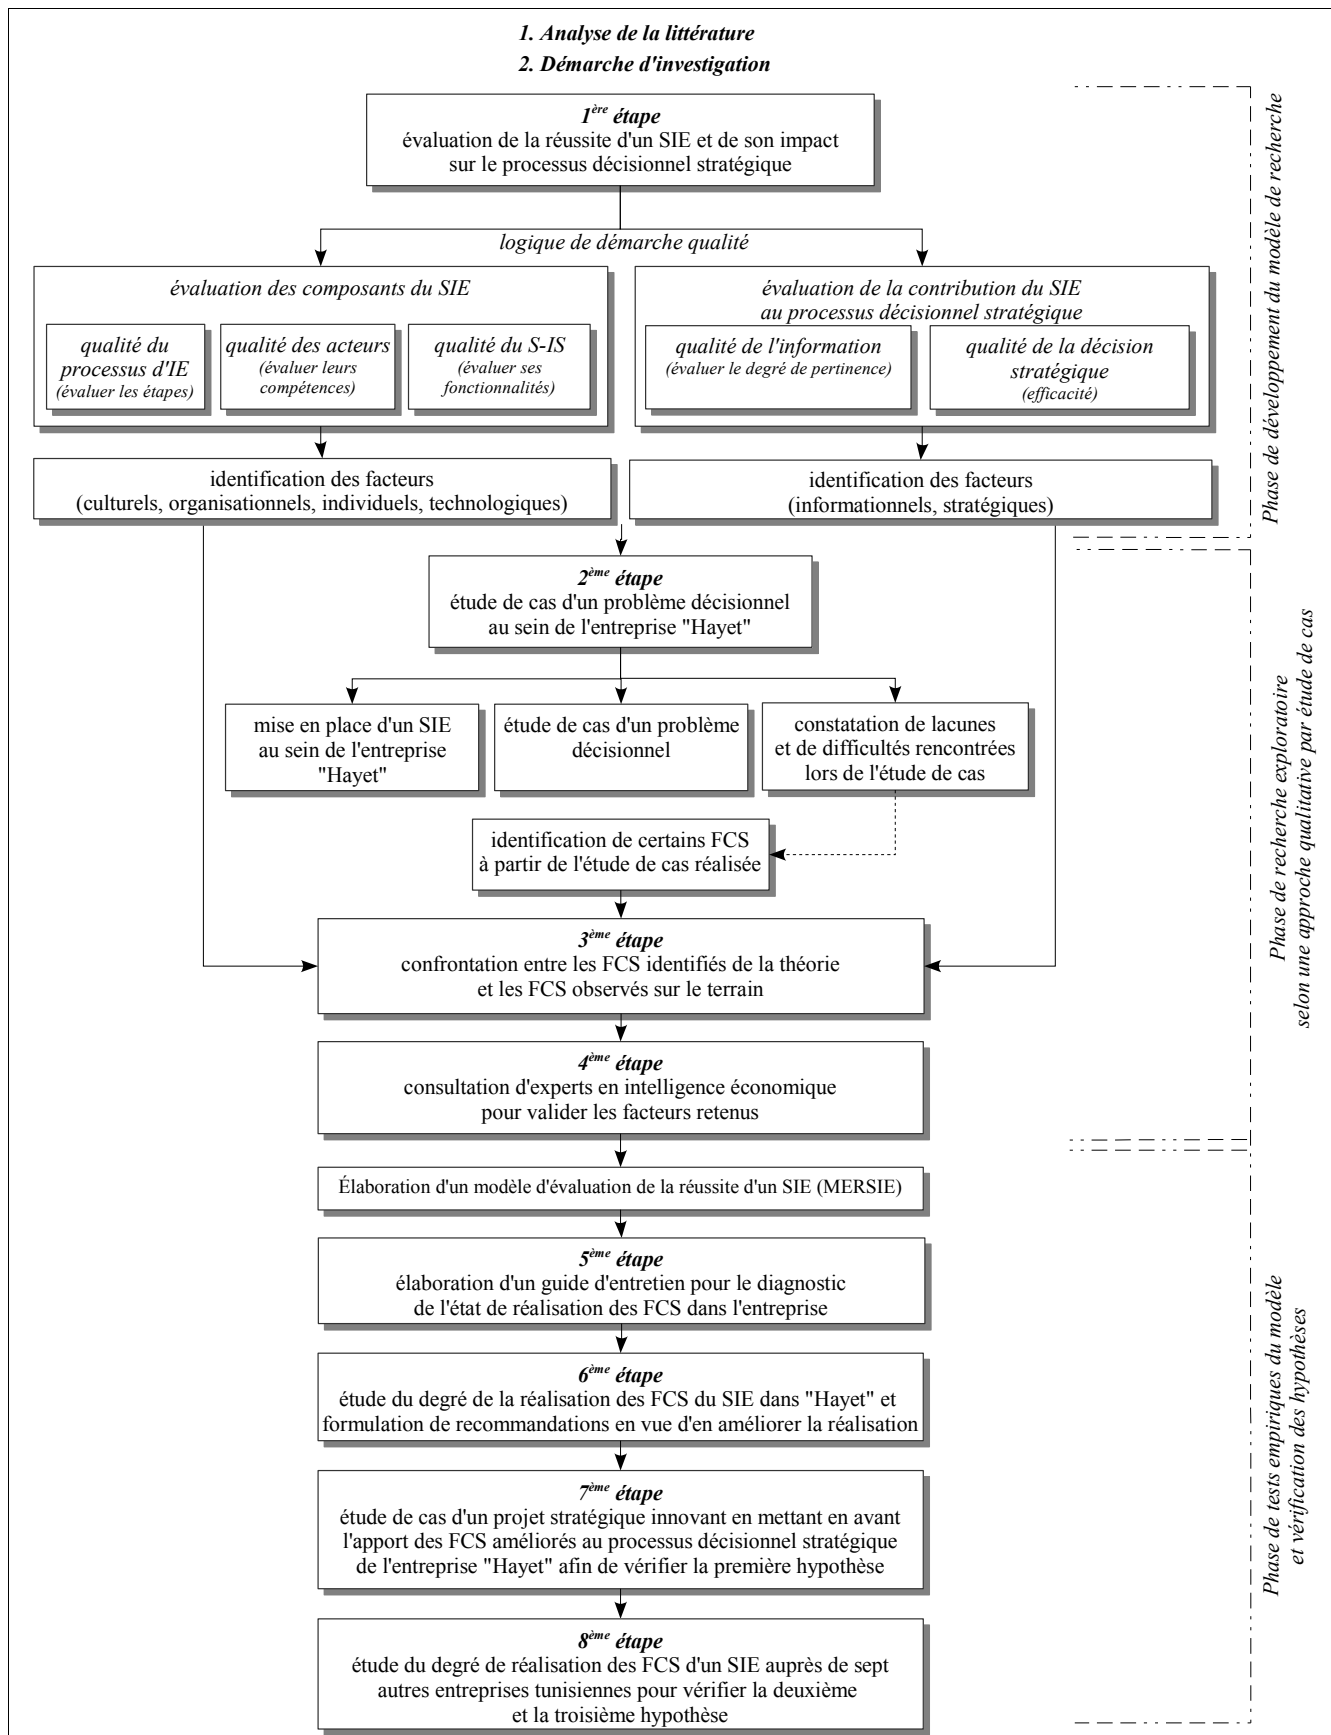 1. Analyse de la littérature
2. Démarche d'investigation
1ère étape
évaluation de la réussite d'un SIE et de son impact
sur le processus décisionnel stratégique
logique de démarche qualité
évaluation des composants du SIE
qualité du
processus d'IE
(évaluer les étapes)
qualité des acteurs
(évaluer leurs
compétences)
qualité du S-IS
(évaluer ses
fonctionnalités)
évaluation de la contribution du SIE
au processus décisionnel stratégique
qualité de l'information
(évaluer le degré de pertinence)
qualité de la décision
stratégique
(efficacité)
identification des facteurs
(culturels, organisationnels, individuels, technologiques)
identification des facteurs
(informationnels, stratégiques)
Phase de développement du modèle de recherche
2ème étape
étude de cas d'un problème décisionnel
au sein de l'entreprise "Hayet"
mise en place d'un SIE
au sein de l'entreprise
"Hayet"
étude de cas d'un problème
décisionnel
constatation de lacunes
et de difficultés rencontrées
lors de l'étude de cas
identification de certains FCS
à partir de l'étude de cas réalisée
3ème étape
confrontation entre les FCS identifiés de la théorie
et les FCS observés sur le terrain
4ème étape
consultation d'experts en intelligence économique
pour valider les facteurs retenus
Phase de recherche exploratoire
selon une approche qualitative par étude de cas
Élaboration d'un modèle d'évaluation de la réussite d'un SIE (MERSIE)
5ème étape
élaboration d'un guide d'entretien pour le diagnostic
de l'état de réalisation des FCS dans l'entreprise
6ème étape
étude du degré de la réalisation des FCS du SIE dans "Hayet" et
formulation de recommandations en vue d'en améliorer la réalisation
7ème étape
étude de cas d'un projet stratégique innovant en mettant en avant
l'apport des FCS améliorés au processus décisionnel stratégique
de l'entreprise "Hayet" afin de vérifier la première hypothèse
8ème étape
étude du degré de réalisation des FCS d'un SIE auprès de sept
autres entreprises tunisiennes pour vérifier la deuxième
et la troisième hypothèse
Phase de tests empiriques du modèle
et vérification des hypothèses